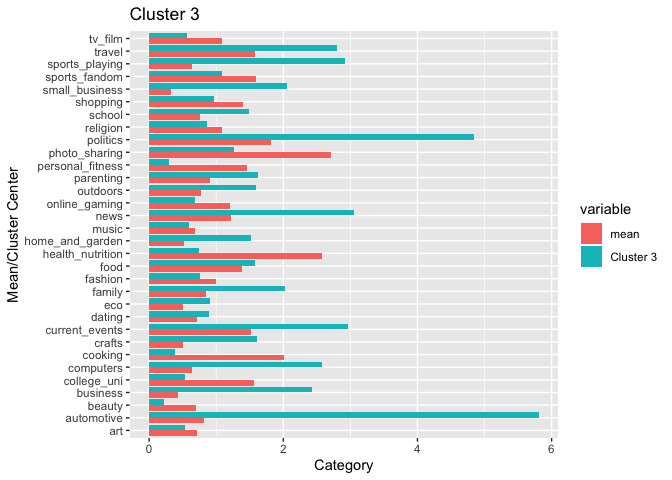 Cluster 3
tv_film
travel
sports_playing
sports_fandom
small_business
shopping
school
religion
politics
photo_sharing
personal_fitness
parenting
outdoors
online_gaming
news
music
home_and_garden
health_nutrition
food
fashion
family
eco
dating
current_events
crafts
cooking
computers
college_uni
business
beauty
automotive
art
Mean/Cluster Center
0 2 4 6
Category
variable
mean
Cluster 3